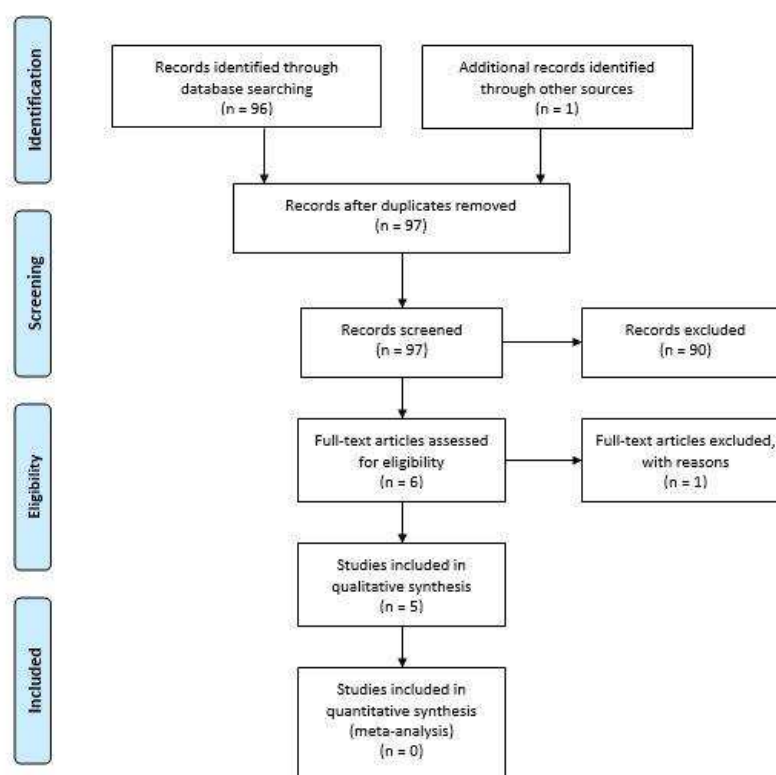 Identification
Records identified through
database searching
(n = 96)
Additional records identified
through other sources
(n = 1)
Records after duplicates removed
(n = 97)
Screening
Records screened
(n = 97)
Records excluded
(n = 90)
Eligibility
Full-text articles assessed
for eligibility
(n = 6)
Full-text articles excluded,
with reasons
(n = 1)
Studies included in
qualitative synthesis
(n = 5)
Included
Studies included in
quantitative synthesis
(meta-analysis)
(n = 0)